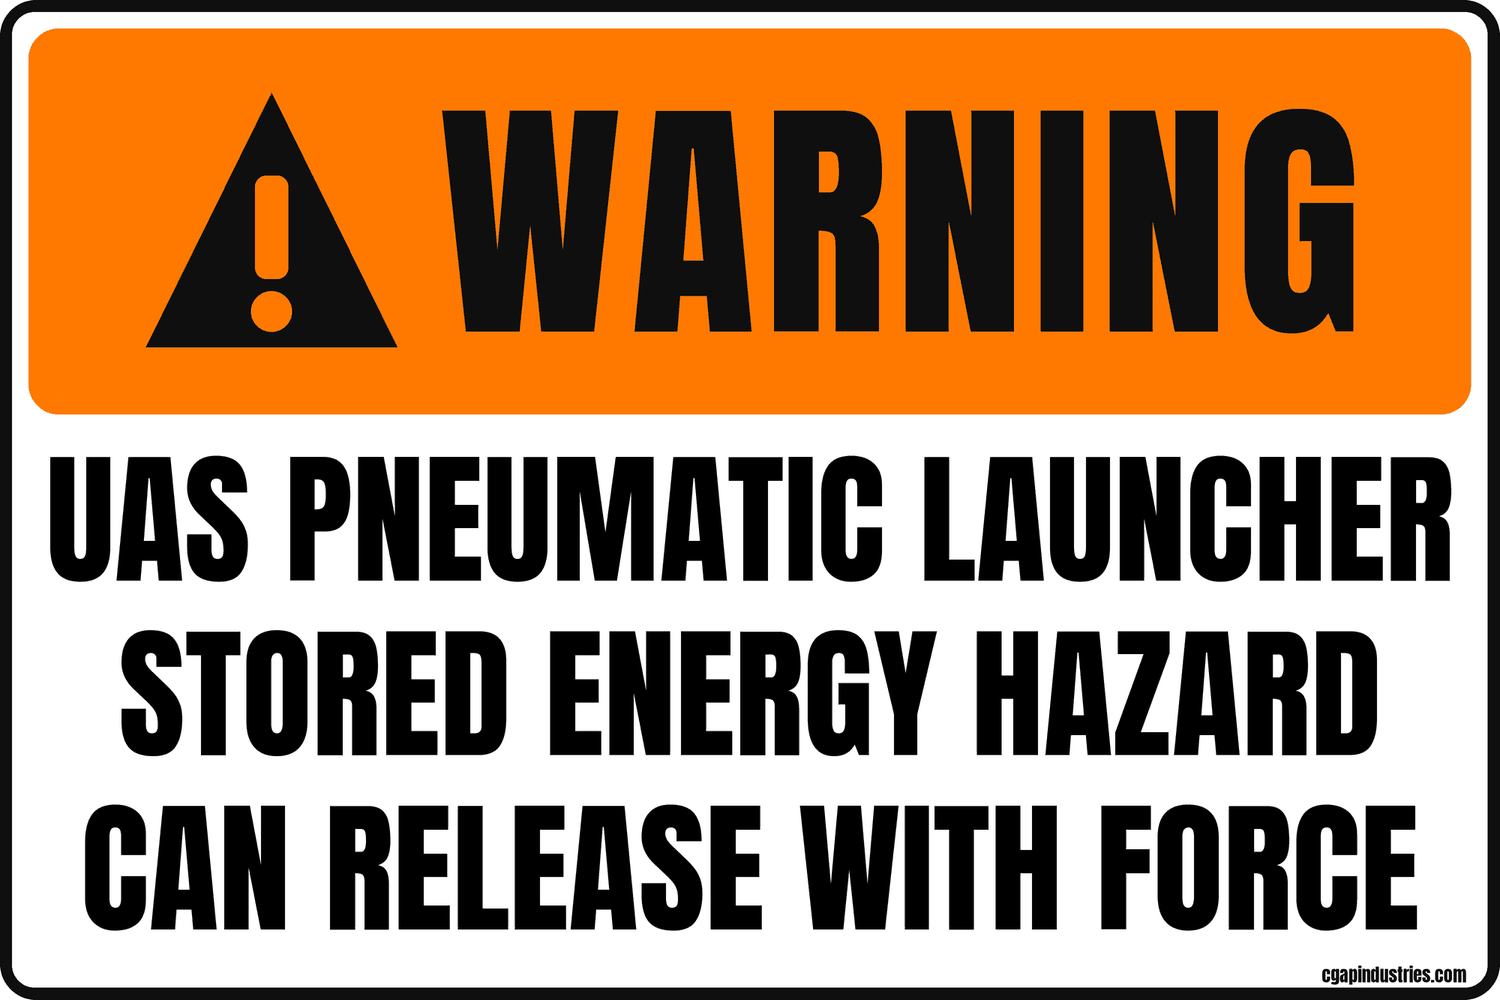 WARNING
UAS PNEUMATIC LAUNCHER
STORED ENERGY HAZARD
CAN RELEASE WITH FORCE
cgapindustries.com